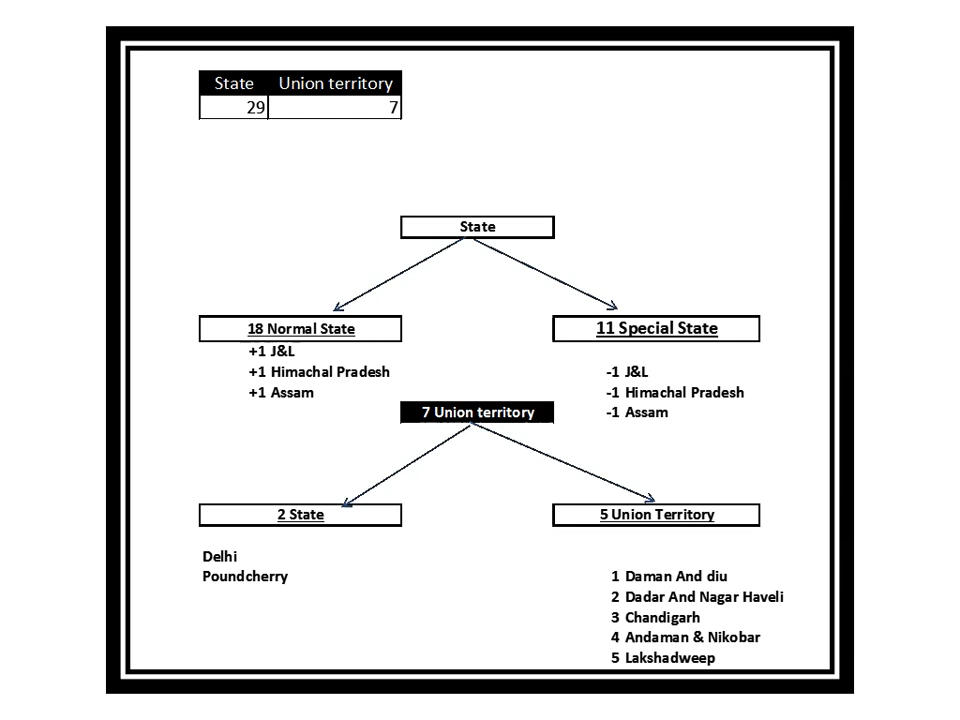 State Union territory
29 7
State
18 Normal State
+1 J&L
+1 Himachal Pradesh
+1 Assam
11 Special State
-1 J&L
-1 Himachal Pradesh
-1 Assam
7 Union territory
2 State
Delhi
Poundcherry
5 Union Territory
1 Daman And diu
2 Dadar And Nagar Haveli
3 Chandigarh
4 Andaman & Nikobar
5 Lakshadweep